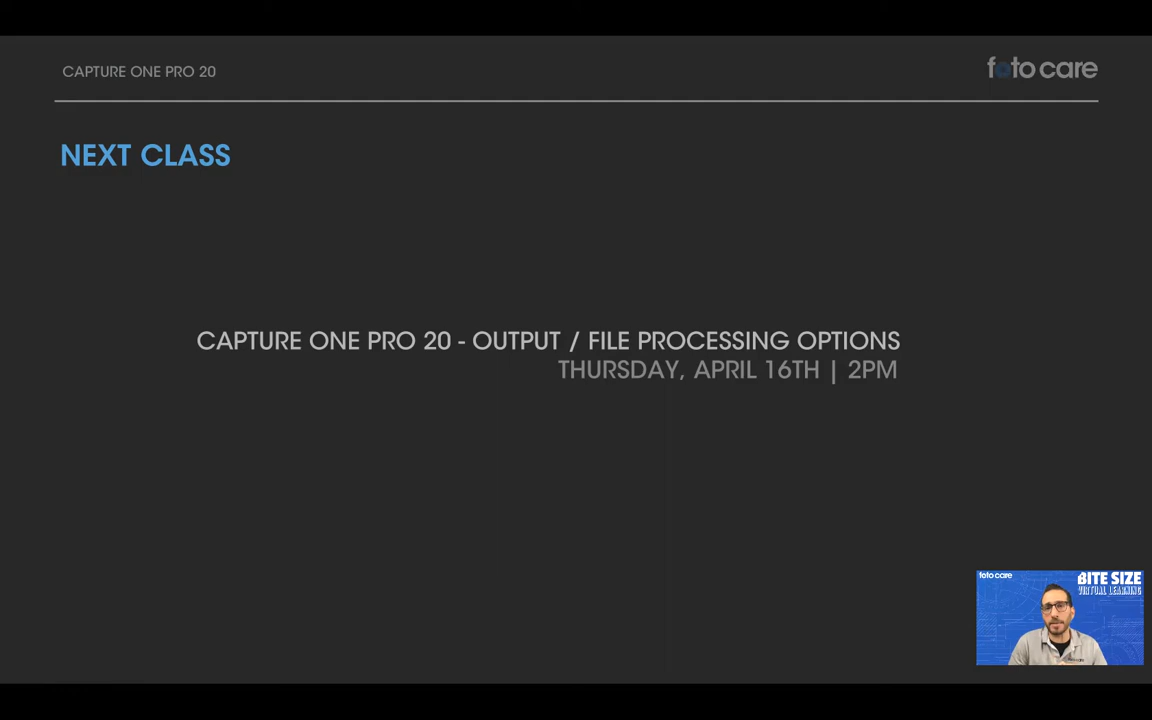 CAPTURE ONE PRO 20
foto care
NEXT CLASS
CAPTURE ONE PRO 20 - OUTPUT / FILE PROCESSING OPTIONS
THURSDAY, APRIL 16TH | 2PM
foto care
BITE SIZE
VIRTUAL LEARNING